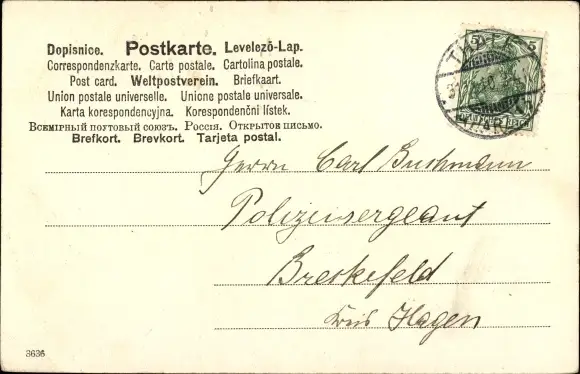 Dopisnice. Postkarte. Levelező-Lap.
Correspondenzkarte. Carte postale. Cartolina postale.
Post card. Weltpostverein. Briefkaart.
Union postale universelle. Unione postale universale.
Karta korespondencyjna. Korespondenční lístek.
Всемірный почтовый союзъ. Россія. Открытое письмо.
Brefkort. Brevkort. Tarjeta postal.
5 5
Herrn Carl Buschmann
Polizeisergeant
Breckefeld
Kreis Hagen
3636